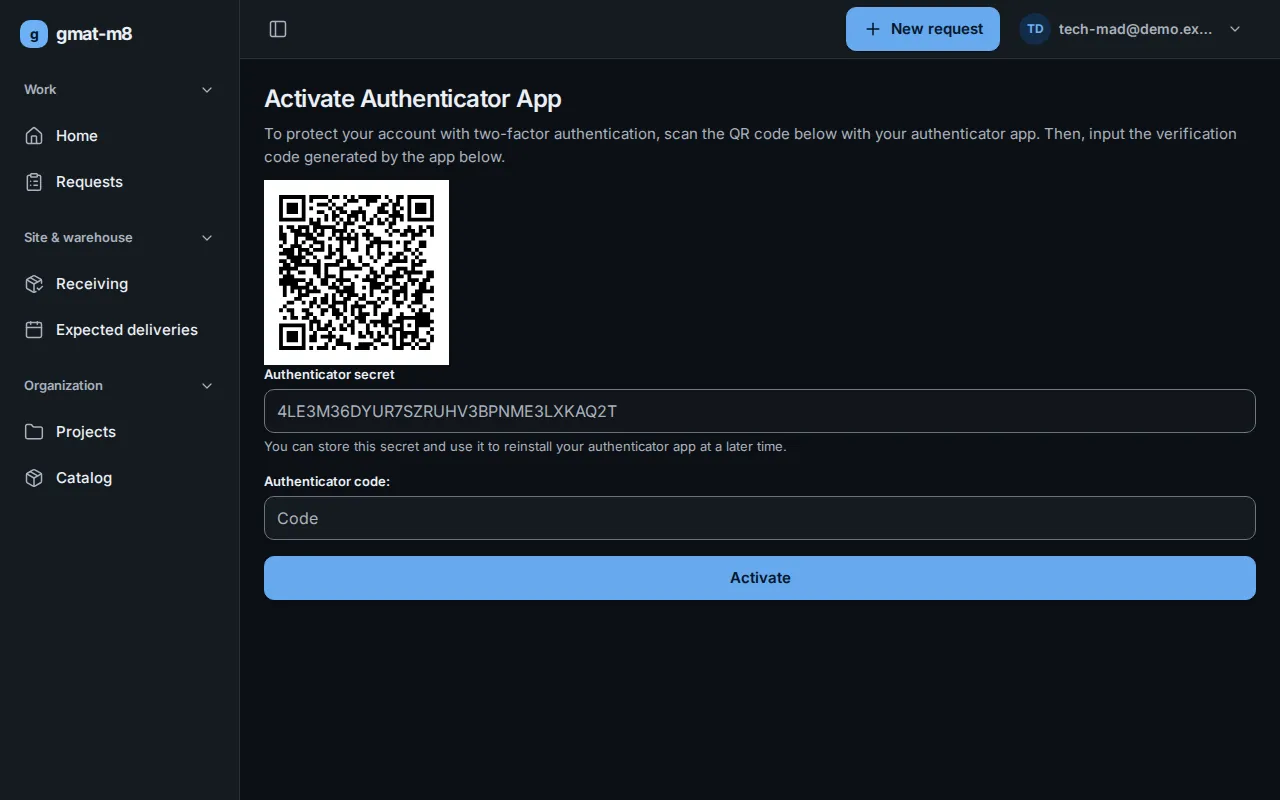 g gmat-m8
New request
TD tech-mad@demo.ex...
Work
Home
Requests
Site & warehouse
Receiving
Expected deliveries
Organization
Projects
Catalog
Activate Authenticator App
To protect your account with two-factor authentication, scan the QR code below with your authenticator app. Then, input the verification
code generated by the app below.
Authenticator secret
4LE3M36DYUR7SZRUHV3BPNME3LXKAQ2T
You can store this secret and use it to reinstall your authenticator app at a later time.
Authenticator code:
Code
Activate